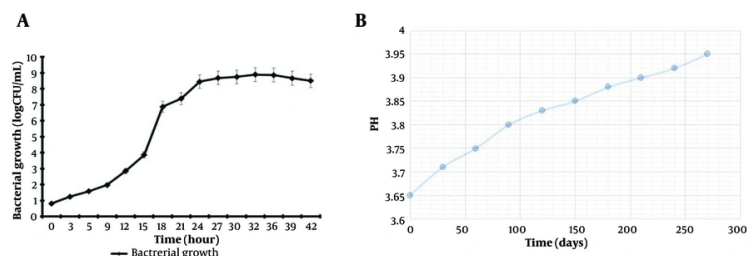 A
Bacterial growth (logCFU/mL)
10
9
8
7
6
5
4
3
2
1
0
0 3 5 9 12 15 18 21 24 27 30 32 36 39 42
Time (hour)
Bactrerial growth
B
PH
4
3.95
3.9
3.85
3.8
3.75
3.7
3.65
3.6
0 50 100 150 200 250 300
Time (days)